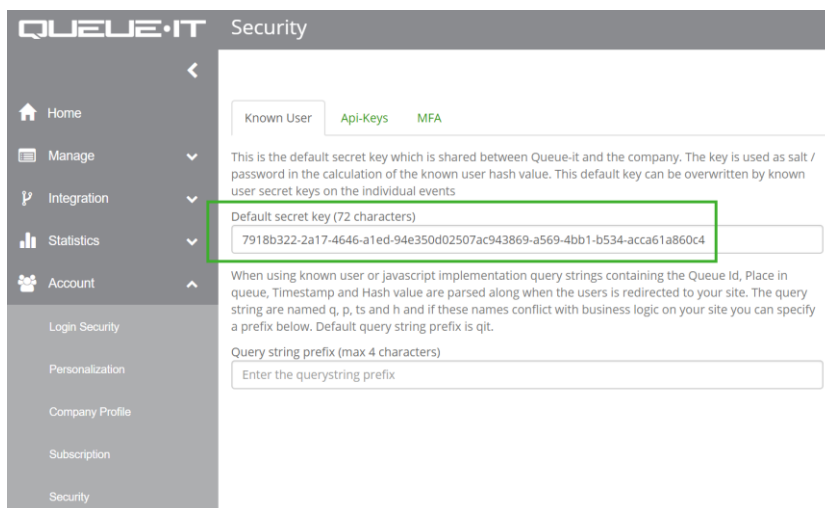 QUEUE·IT
Security
Home
Manage
Integration
Statistics
Account
Login Security
Personalization
Company Profile
Subscription
Security
Known User
Api-Keys
MFA
This is the default secret key which is shared between Queue-it and the company. The key is used as salt /
password in the calculation of the known user hash value. This default key can be overwritten by known
user secret keys on the individual events
Default secret key (72 characters)
7918b322-2a17-4646-a1ed-94e350d02507ac943869-a569-4bb1-b534-acca61a860c4
When using known user or javascript implementation query strings containing the Queue Id, Place in
queue, Timestamp and Hash value are parsed along when the users is redirected to your site. The query
string are named q, p, ts and h and if these names conflict with business logic on your site you can specify
a prefix below. Default query string prefix is qit.
Query string prefix (max 4 characters)
Enter the querystring prefix